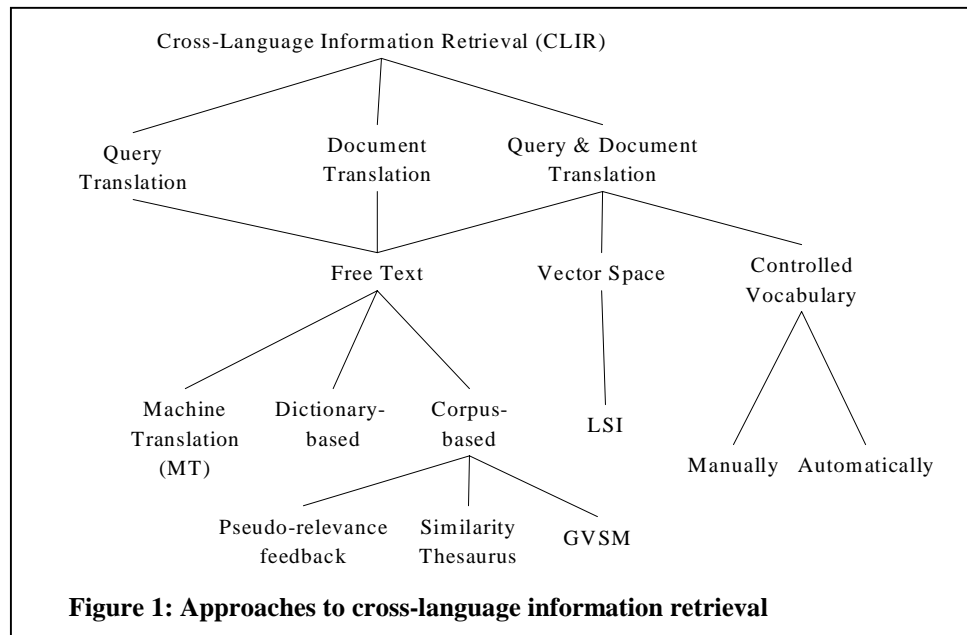 Cross-Language Information Retrieval (CLIR)
Query
Translation
Document
Translation
Query & Document
Translation
Free Text
Vector Space
Controlled
Vocabulary
Machine
Translation
(MT)
Dictionary-
based
Corpus-
based
LSI
Manually
Automatically
Pseudo-relevance
feedback
Similarity
Thesaurus
GVSM
Figure 1: Approaches to cross-language information retrieval